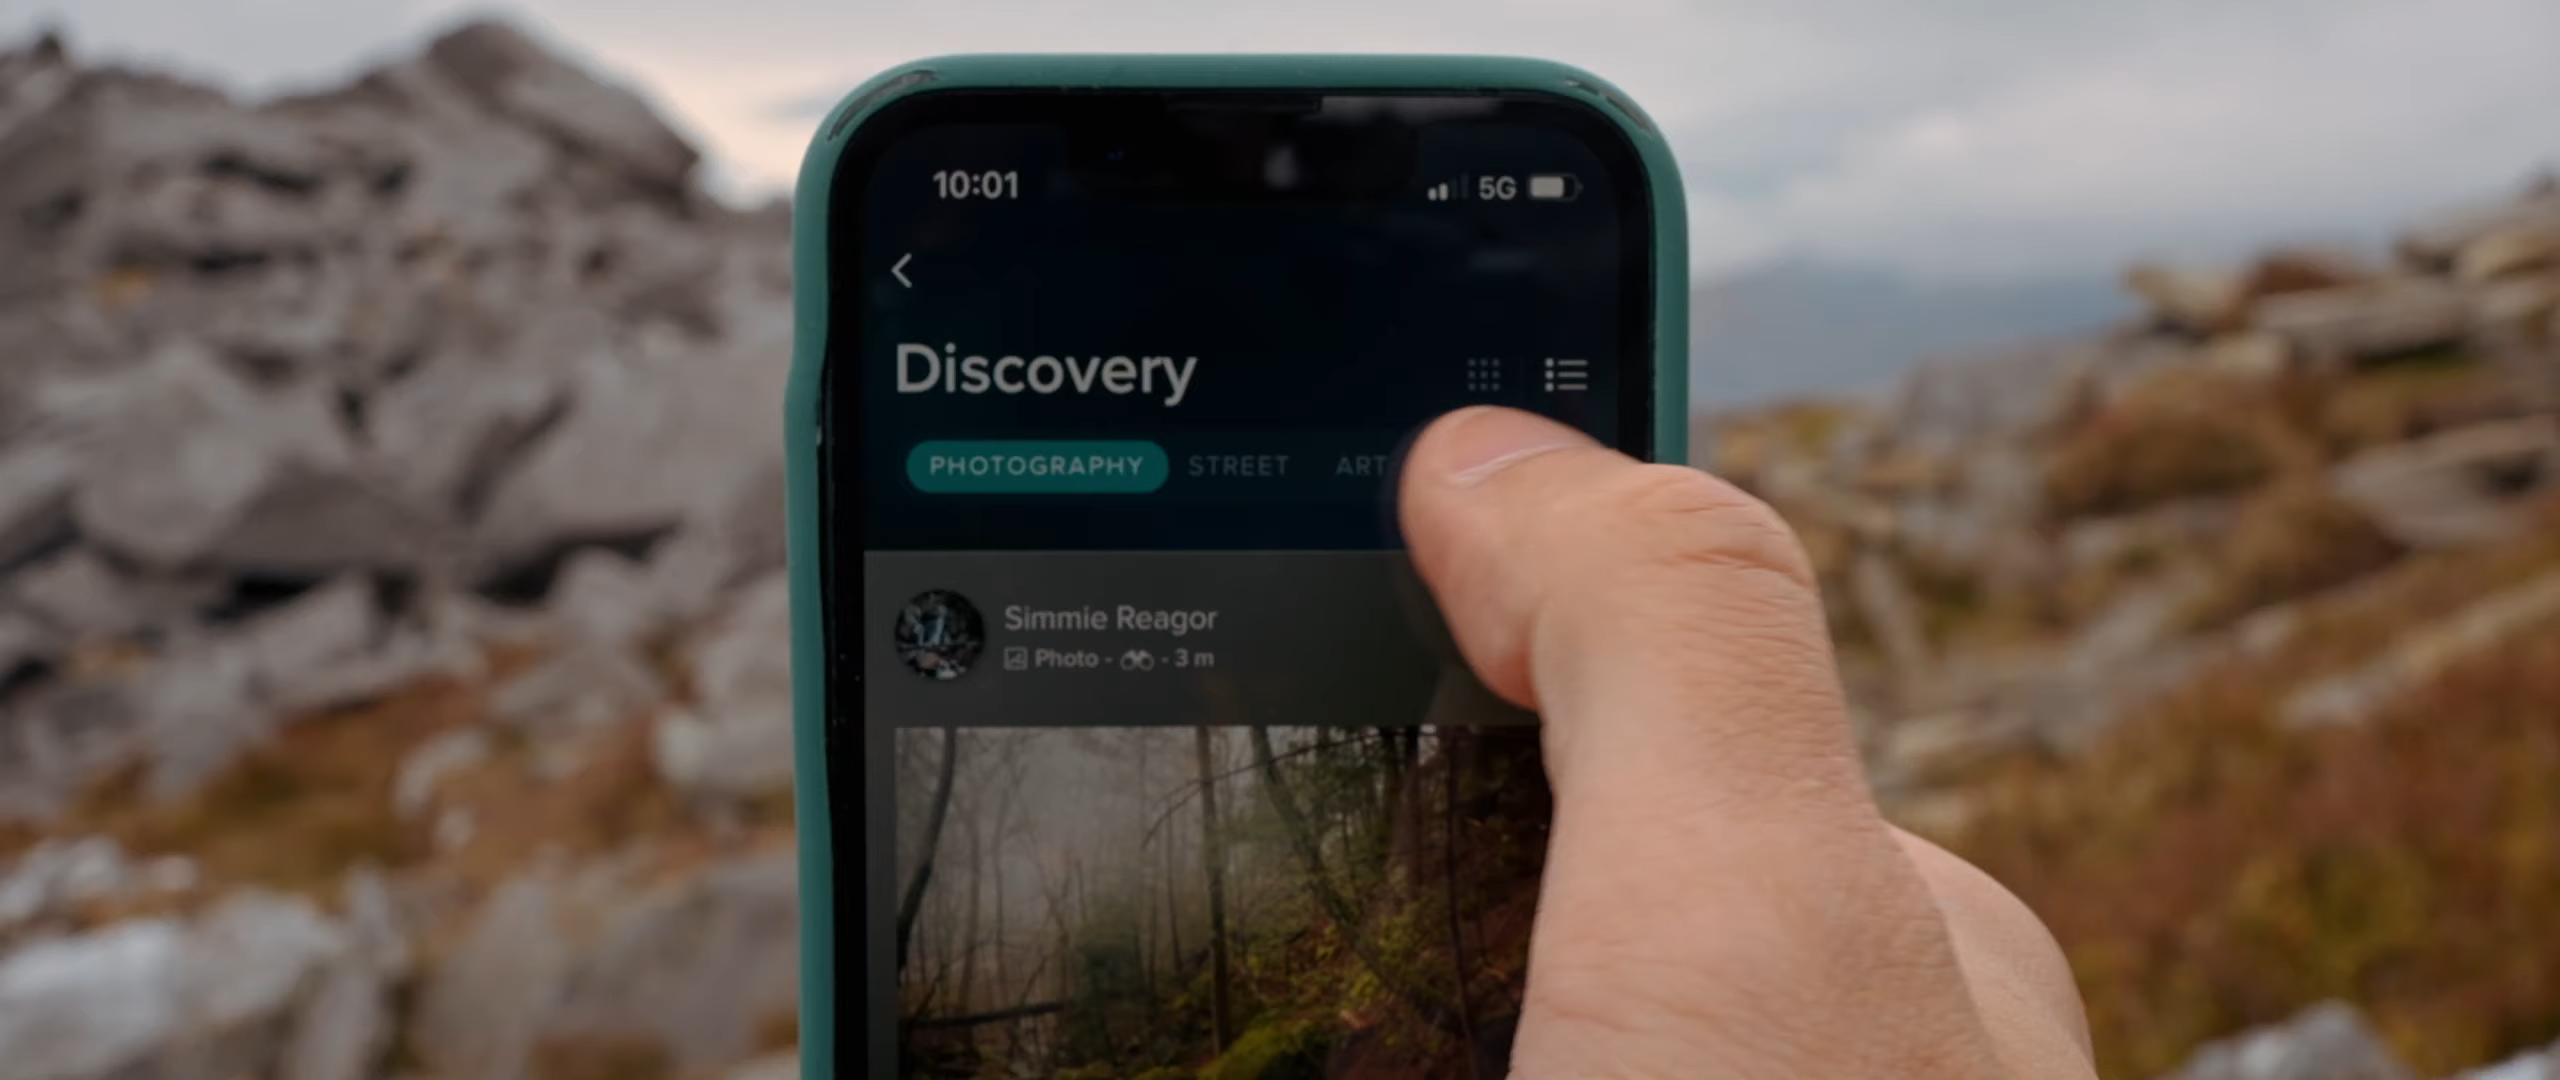 10:01 5G
Discovery
PHOTOGRAPHY STREET ART
Simmie Reagor
Photo - - 3 m